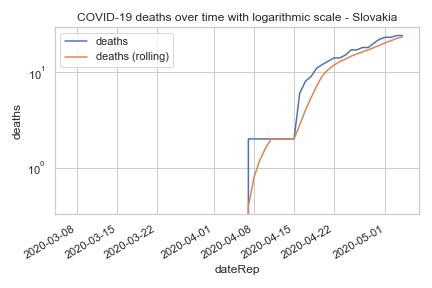 COVID-19 deaths over time with logarithmic scale - Slovakia
deaths
deaths (rolling)
10¹
10⁰
deaths
2020-03-08
2020-03-15
2020-03-22
2020-04-01
2020-04-08
2020-04-15
2020-04-22
2020-05-01
dateRep